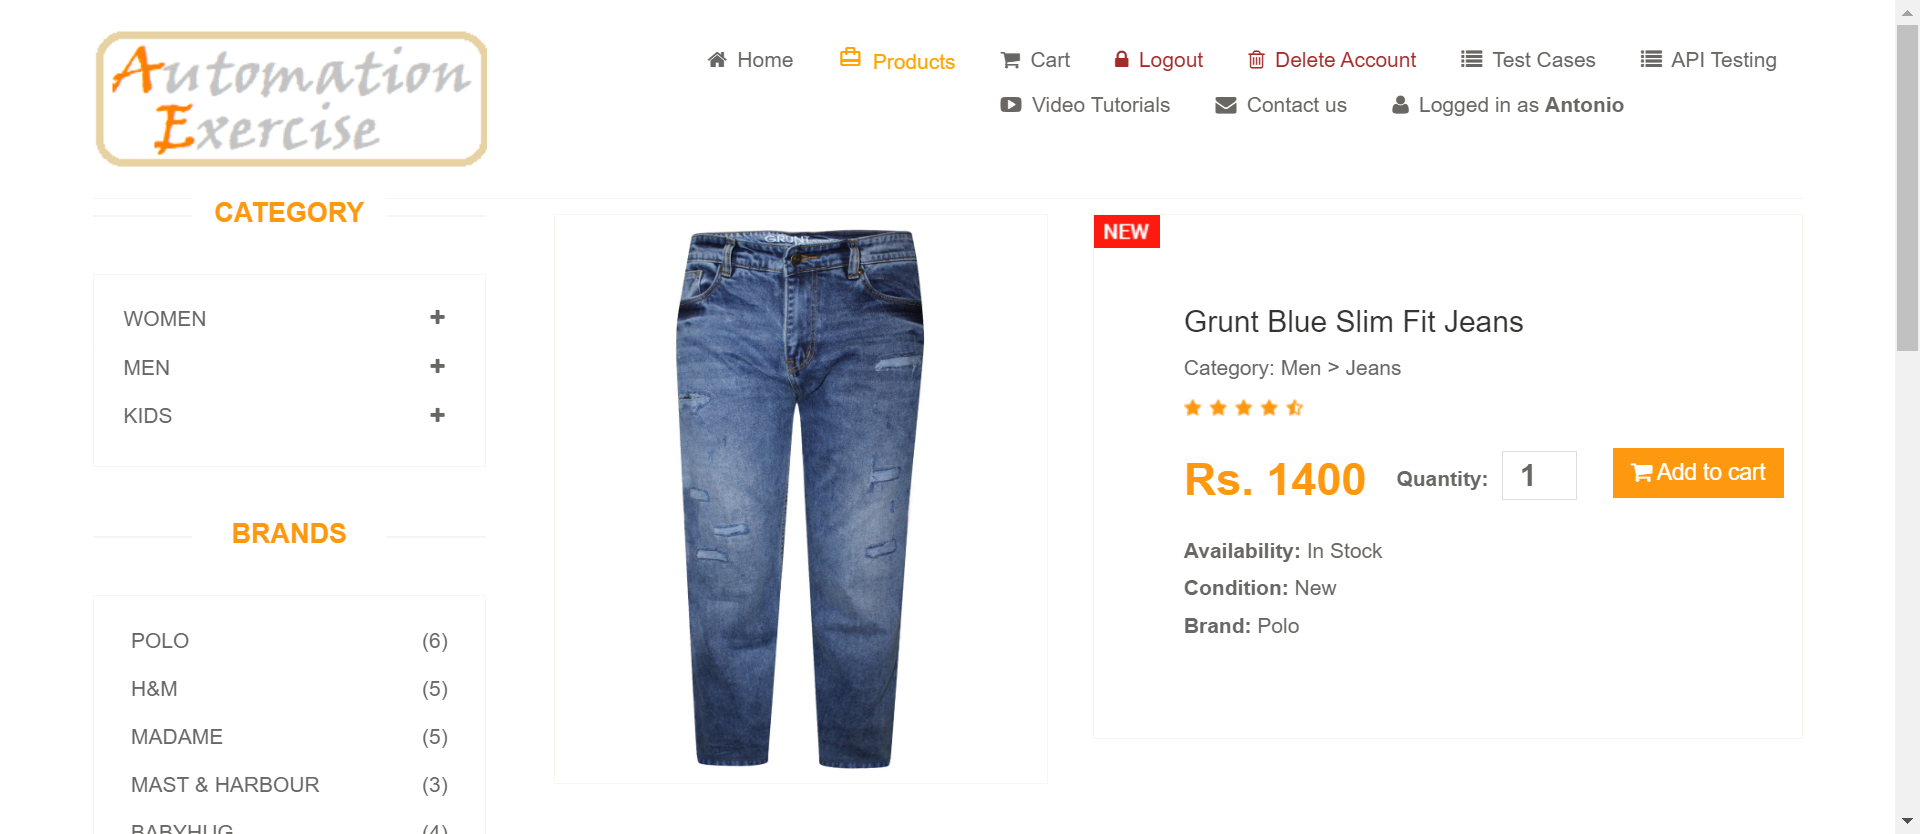 Automation
Exercise
Home
Products
Cart
Logout
Delete Account
Test Cases
API Testing
Video Tutorials
Contact us
Logged in as Antonio
CATEGORY
WOMEN
MEN
KIDS
BRANDS
POLO (6)
H&M (5)
MADAME (5)
MAST & HARBOUR (3)
BABYHUG (4)
GRUNT
NEW
Grunt Blue Slim Fit Jeans
Category: Men > Jeans
Rs. 1400 Quantity: 1 Add to cart
Availability: In Stock
Condition: New
Brand: Polo